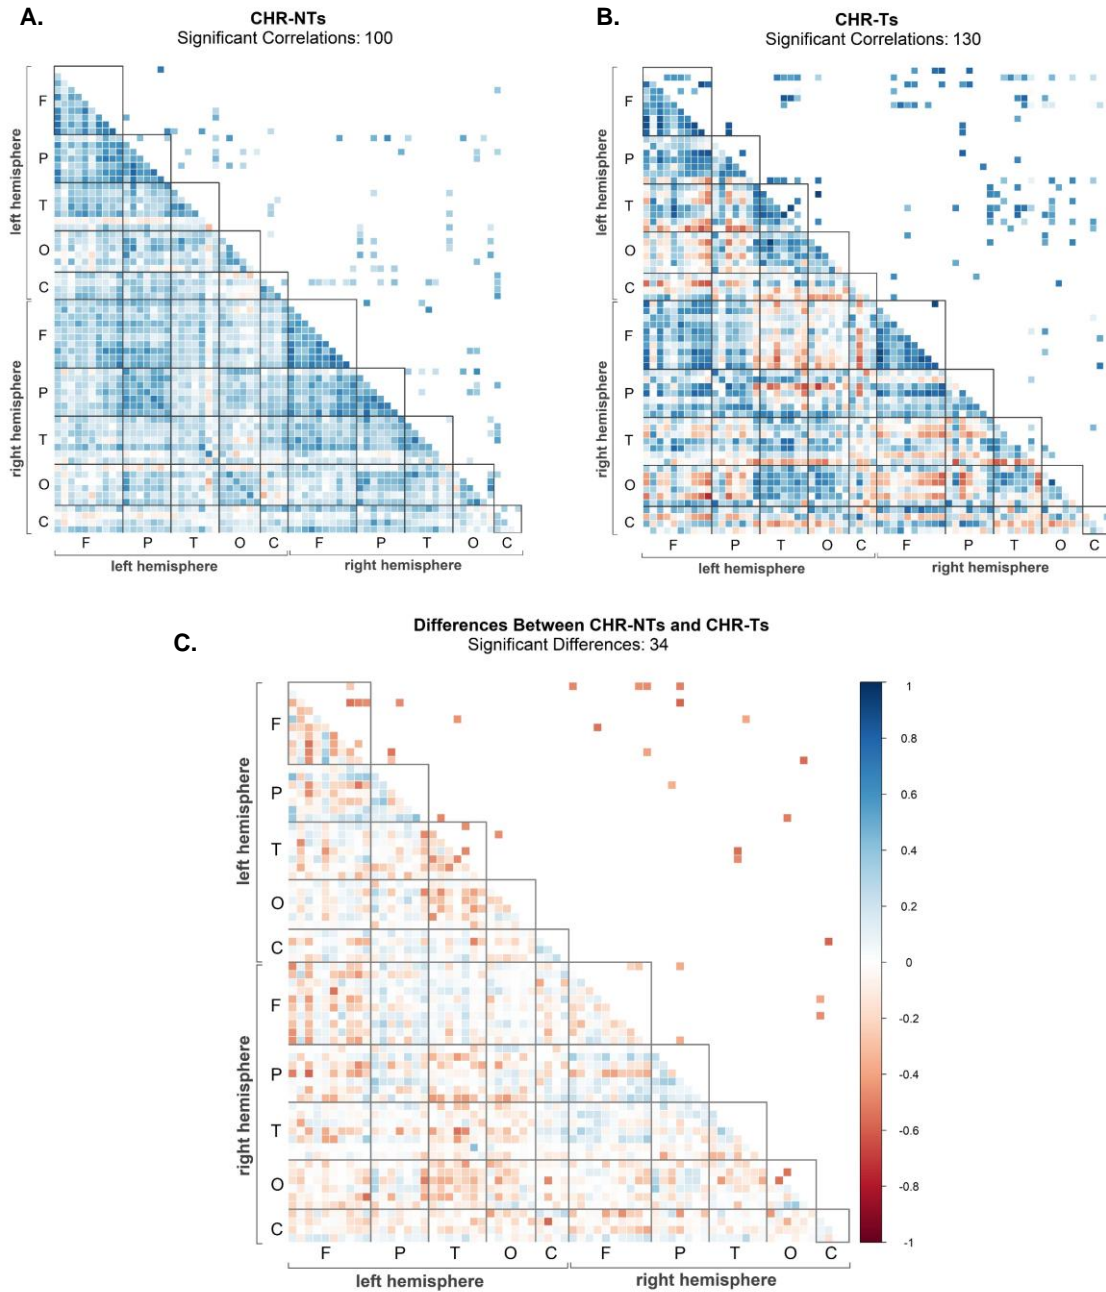 A.
CHR-NTs
Significant Correlations: 100
left hemisphere
right hemisphere
F
P
T
O
C
F
P
T
O
C
F P T O C F P T O C
left hemisphere right hemisphere
B.
CHR-Ts
Significant Correlations: 130
left hemisphere
right hemisphere
F
P
T
O
C
F
P
T
O
C
F P T O C F P T O C
left hemisphere right hemisphere
C.
Differences Between CHR-NTs and CHR-Ts
Significant Differences: 34
left hemisphere
right hemisphere
F
P
T
O
C
F
P
T
O
C
F P T O C F P T O C
left hemisphere right hemisphere
1
0.8
0.6
0.4
0.2
0
-0.2
-0.4
-0.6
-0.8
-1